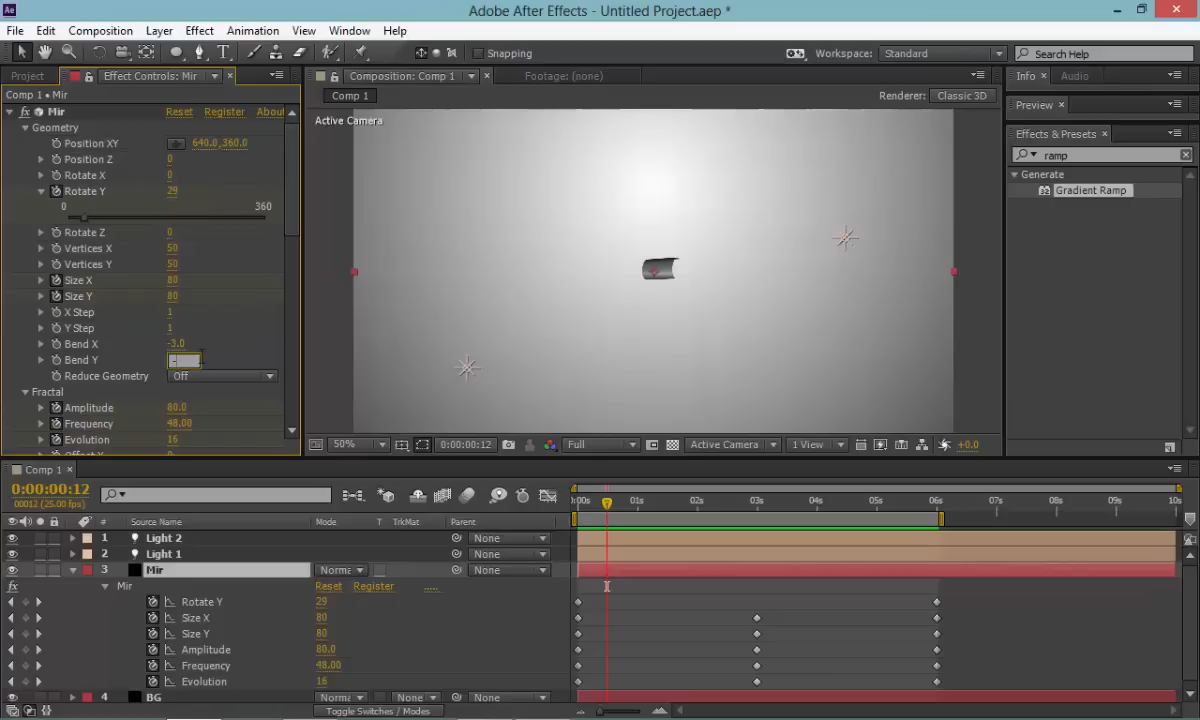 Ae
Adobe After Effects - Untitled Project.aep *
File Edit Composition Layer Effect Animation View Window Help
Snapping
Workspace: Standard
Search Help
Project
Effect Controls: Mir
Composition: Comp 1
Footage: (none)
Info
Audio
Comp 1 • Mir
Comp 1
Renderer: Classic 3D
Preview
fx Mir Reset Register About
Active Camera
Geometry
Effects & Presets
Position XY 640.0,360.0
ramp
Position Z 0
Rotate X 0
Generate
Rotate Y 29
Gradient Ramp
0 360
Rotate Z 0
Vertices X 50
Vertices Y 50
Size X 80
Size Y 80
X Step 1
Y Step 1
Bend X -3.0
Bend Y -
Reduce Geometry Off
Fractal
Amplitude 80.0
Frequency 48.00
Evolution 16
50% 0:00:00:12 Full Active Camera 1 View +0.0
Comp 1
0:00:00:12
00012 (25.00 fps)
:00s 01s 02s 03s 04s 05s 06s 07s 08s 09s 10s
# Source Name Mode T TrkMat Parent
1 Light 2 None
2 Light 1 None
3 Mir Norma None
fx Mir Reset Register .....
Rotate Y 29
Size X 80
Size Y 80
Amplitude 80.0
Frequency 48.00
Evolution 16
4 BG Norma None None
Toggle Switches / Modes